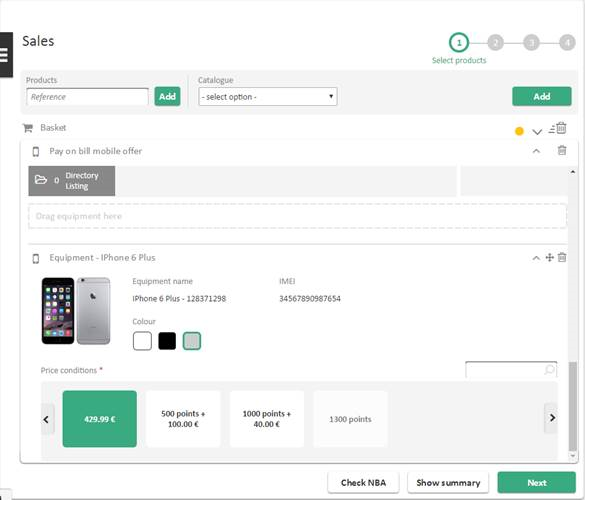 Sales
1 2 3 4
Select products
Products
Catalogue
Reference
Add
- select option -
Add
Basket
Pay on bill mobile offer
0 Directory
Listing
Drag equipment here
Equipment - IPhone 6 Plus
Equipment name
IMEI
IPhone 6 Plus - 128371298
34567890987654
Colour
Price conditions *
429.99 €
500 points +
100.00 €
1000 points +
40.00 €
1300 points
Check NBA
Show summary
Next